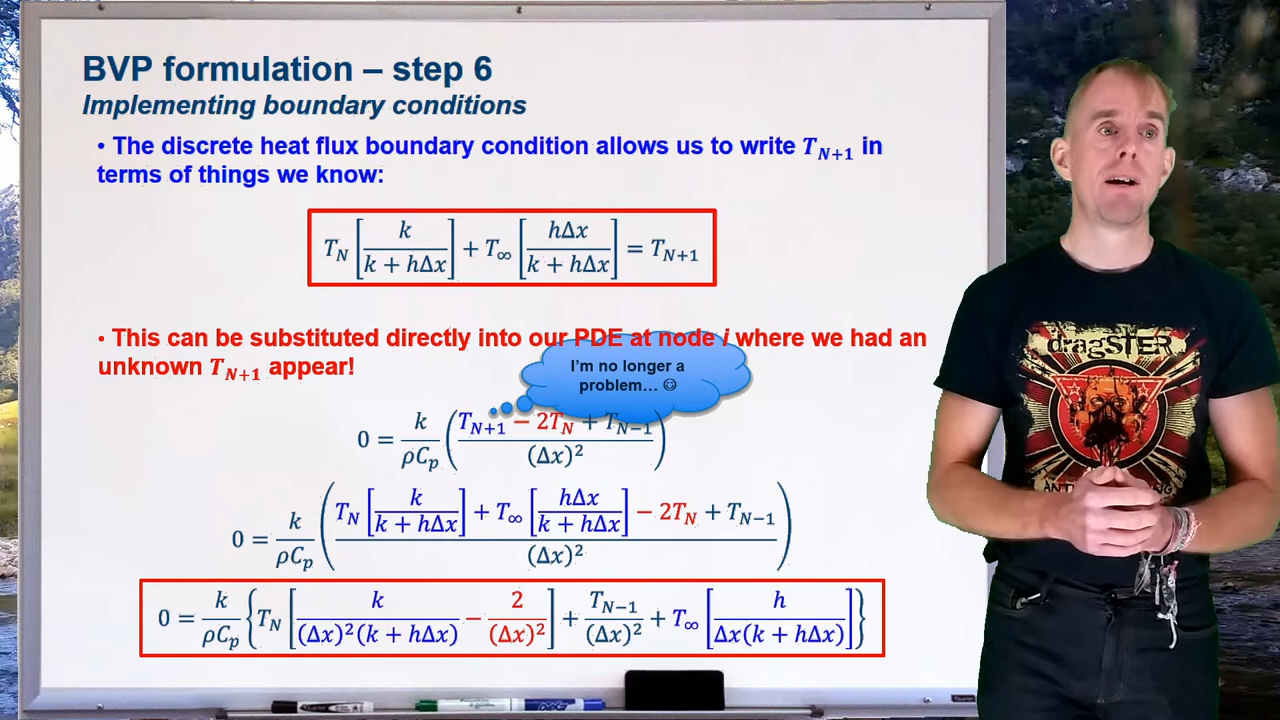 BVP formulation – step 6
Implementing boundary conditions
• The discrete heat flux boundary condition allows us to write T_{N+1} in
terms of things we know:
T_N [k / (k + hΔx)] + T_∞ [hΔx / (k + hΔx)] = T_{N+1}
• This can be substituted directly into our PDE at node i where we had an
unknown T_{N+1} appear!
I'm no longer a
problem… ☺
0 = k/(ρC_p) ((T_{N+1} − 2T_N + T_{N−1}) / (Δx)²)
0 = k/(ρC_p) ((T_N [k / (k + hΔx)] + T_∞ [hΔx / (k + hΔx)] − 2T_N + T_{N−1}) / (Δx)²)
0 = k/(ρC_p) {T_N [k / ((Δx)²(k + hΔx)) − 2/(Δx)²] + T_{N−1}/(Δx)² + T_∞ [h / (Δx(k + hΔx))]}
dragSTER